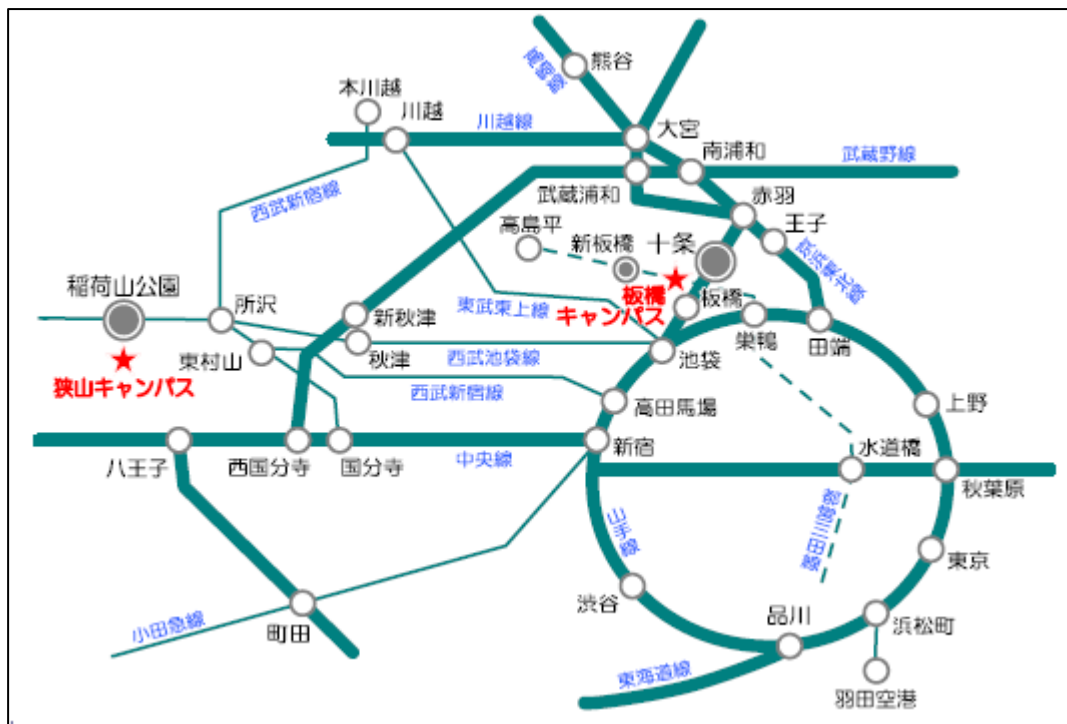 熊谷
高崎線
本川越
川越
川越線
大宮
南浦和
武蔵野線
武蔵浦和
赤羽
西武新宿線
高島平
新板橋
十条
王子
京浜東北線
稲荷山公園
所沢
新秋津
東武東上線
板橋
キャンパス
板橋
巣鴨
田端
東村山
秋津
西武池袋線
池袋
狭山キャンパス
西武新宿線
高田馬場
上野
八王子
西国分寺
国分寺
中央線
新宿
水道橋
秋葉原
山手線
都営三田線
東京
小田急線
町田
渋谷
品川
浜松町
東海道線
羽田空港